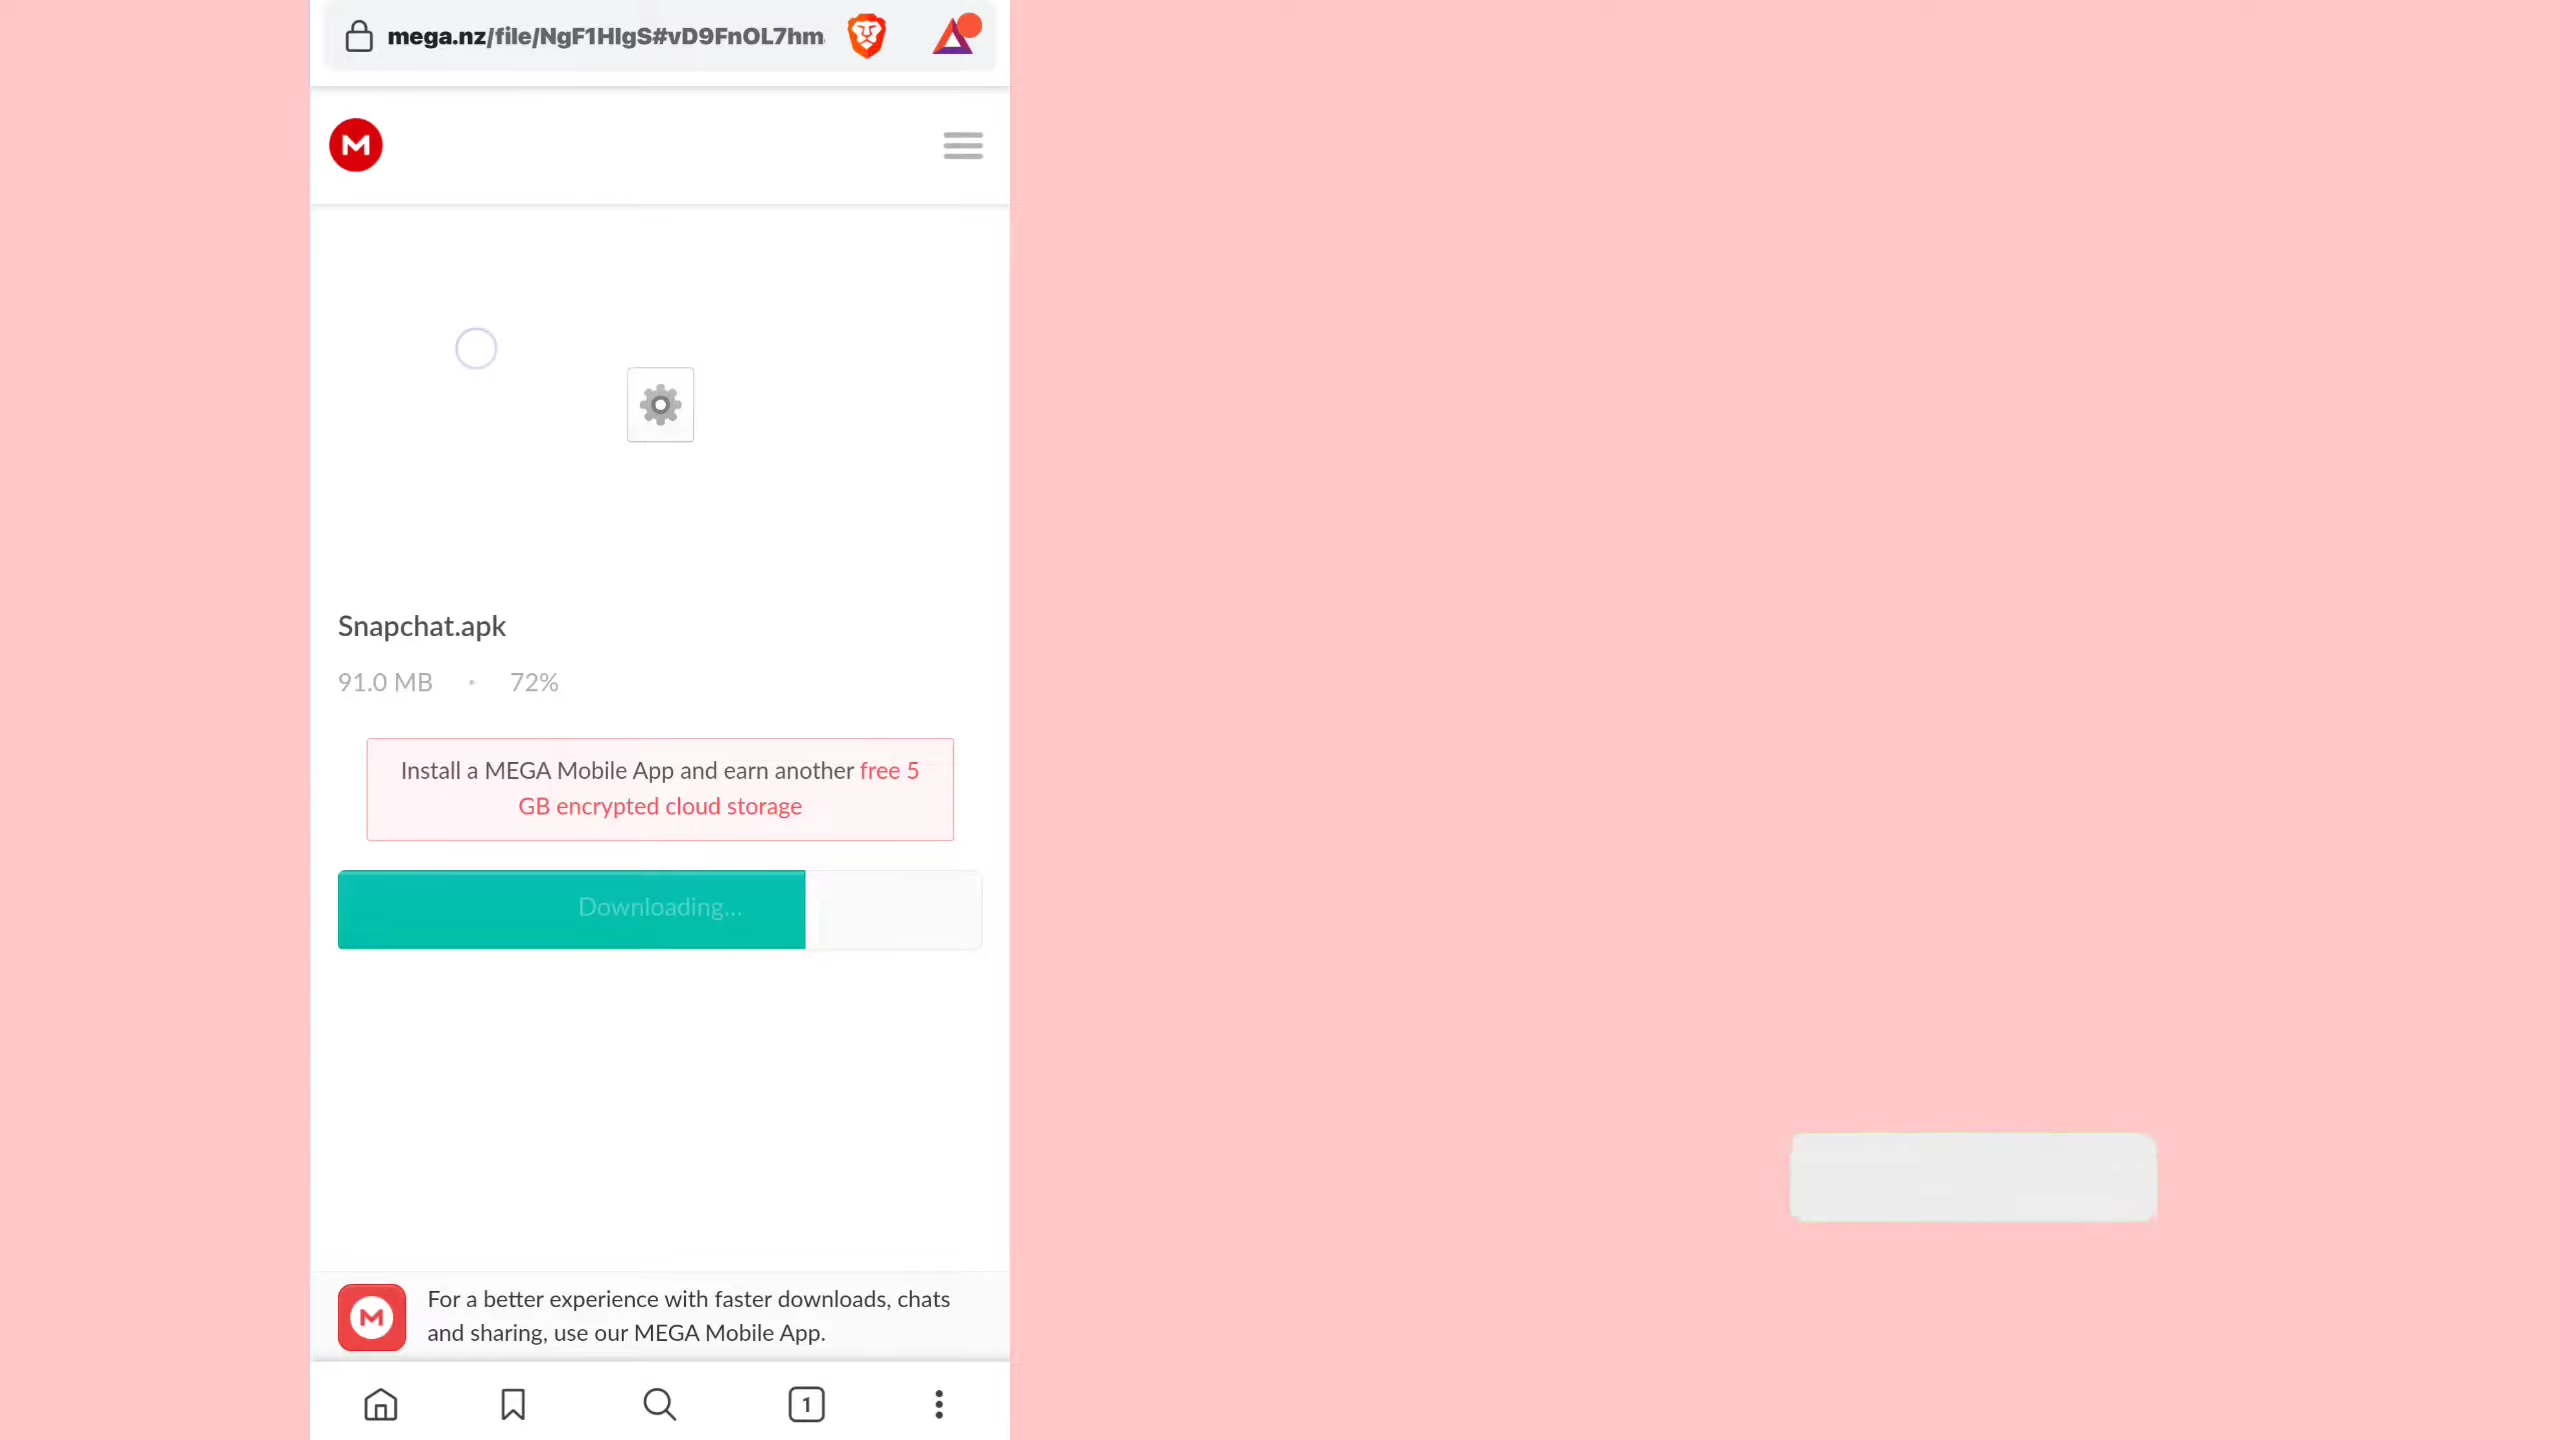 mega.nz/file/NgF1HlgS#vD9FnOL7hm
M
Snapchat.apk
91.0 MB • 72%
Install a MEGA Mobile App and earn another free 5
GB encrypted cloud storage
Downloading...
M
For a better experience with faster downloads, chats
and sharing, use our MEGA Mobile App.
1